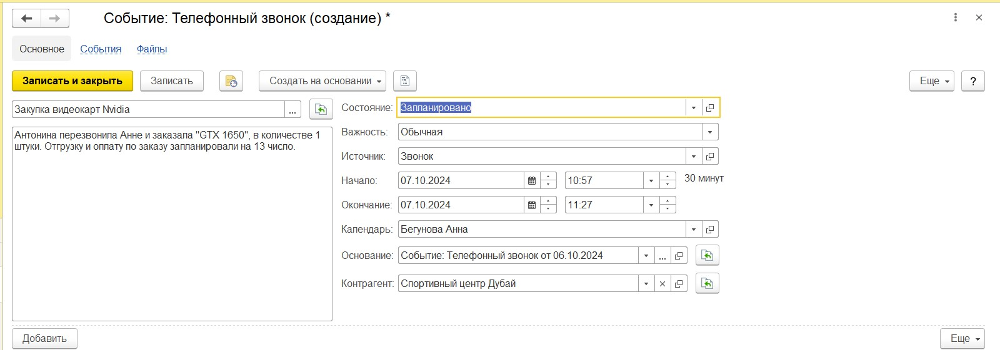 Событие: Телефонный звонок (создание) *
Основное События Файлы
Записать и закрыть Записать Создать на основании Еще ?
Закупка видеокарт Nvidia ...
Антонина перезвонила Анне и заказала "GTX 1650", в количестве 1
штуки. Отгрузку и оплату по заказу запланировали на 13 число.
Состояние: Запланировано
Важность: Обычная
Источник: Звонок
Начало: 07.10.2024 10:57 30 минут
Окончание: 07.10.2024 11:27
Календарь: Бегунова Анна
Основание: Событие: Телефонный звонок от 06.10.2024 ...
Контрагент: Спортивный центр Дубай
Добавить Еще